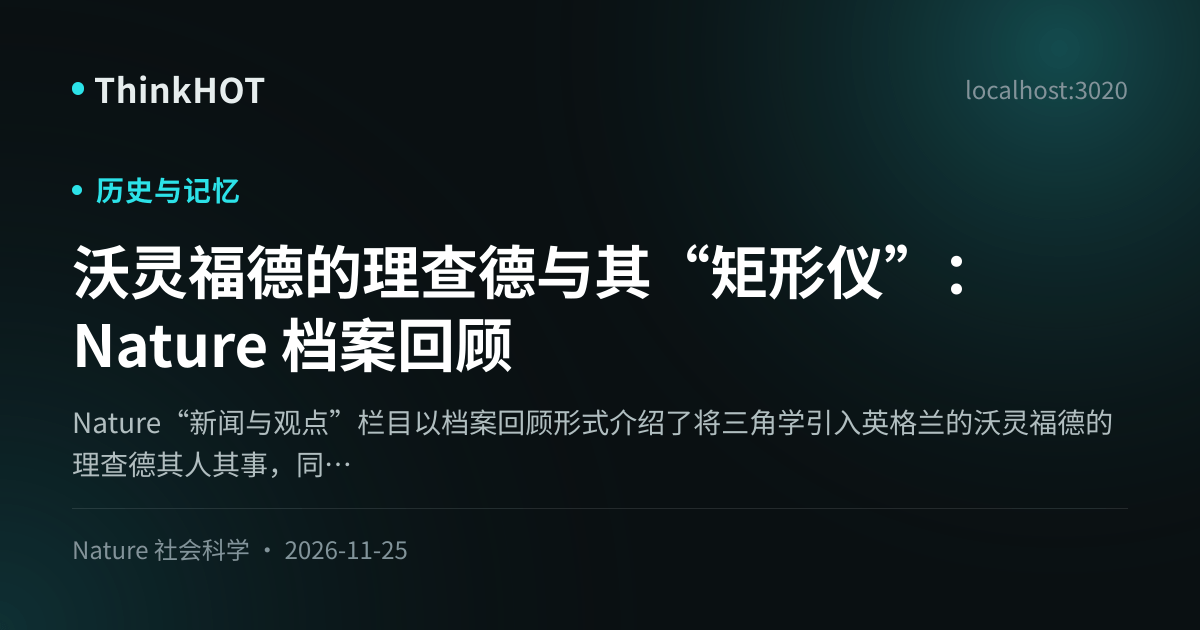 ThinkHOT
localhost:3020
历史与记忆
沃灵福德的理查德与其“矩形仪”：
Nature 档案回顾
Nature“新闻与观点”栏目以档案回顾形式介绍了将三角学引入英格兰的沃灵福德的
理查德其人其事，同…
Nature 社会科学 · 2026-11-25